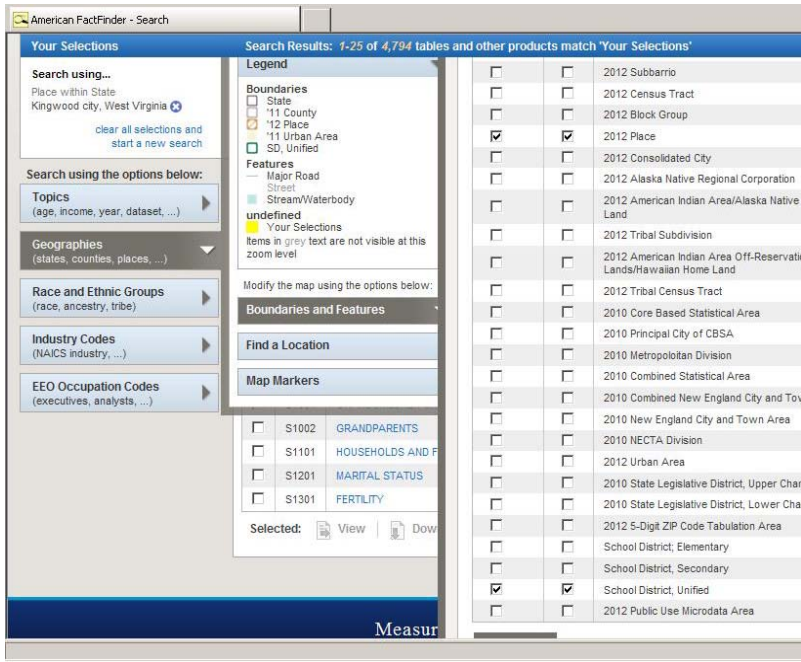 American FactFinder - Search
Your Selections
Search Results: 1-25 of 4,794 tables and other products match 'Your Selections'
Search using...
Place within State
Kingwood city, West Virginia
clear all selections and
start a new search
Search using the options below:
Topics
(age, income, year, dataset, ...)
Geographies
(states, counties, places, ...)
Race and Ethnic Groups
(race, ancestry, tribe)
Industry Codes
(NAICS industry, ...)
EEO Occupation Codes
(executives, analysts, ...)
Legend
Boundaries
State
'11 County
'12 Place
'11 Urban Area
SD, Unified
Features
Major Road
Street
Stream/Waterbody
undefined
Your Selections
Items in grey text are not visible at this
zoom level
Modify the map using the options below:
Boundaries and Features
Find a Location
Map Markers
S1002 GRANDPARENTS
S1101 HOUSEHOLDS AND F
S1201 MARITAL STATUS
S1301 FERTILITY
Selected: View | Dow
Measur
2012 Subbarrio
2012 Census Tract
2012 Block Group
2012 Place
2012 Consolidated City
2012 Alaska Native Regional Corporation
2012 American Indian Area/Alaska Native
Land
2012 Tribal Subdivision
2012 American Indian Area Off-Reservati
Lands/Hawaiian Home Land
2012 Tribal Census Tract
2010 Core Based Statistical Area
2010 Principal City of CBSA
2010 Metropoloitan Division
2010 Combined Statistical Area
2010 Combined New England City and Tov
2010 New England City and Town Area
2010 NECTA Division
2012 Urban Area
2010 State Legislative District, Upper Char
2010 State Legislative District, Lower Cha
2012 5-Digit ZIP Code Tabulation Area
School District; Elementary
School District, Secondary
School District, Unified
2012 Public Use Microdata Area